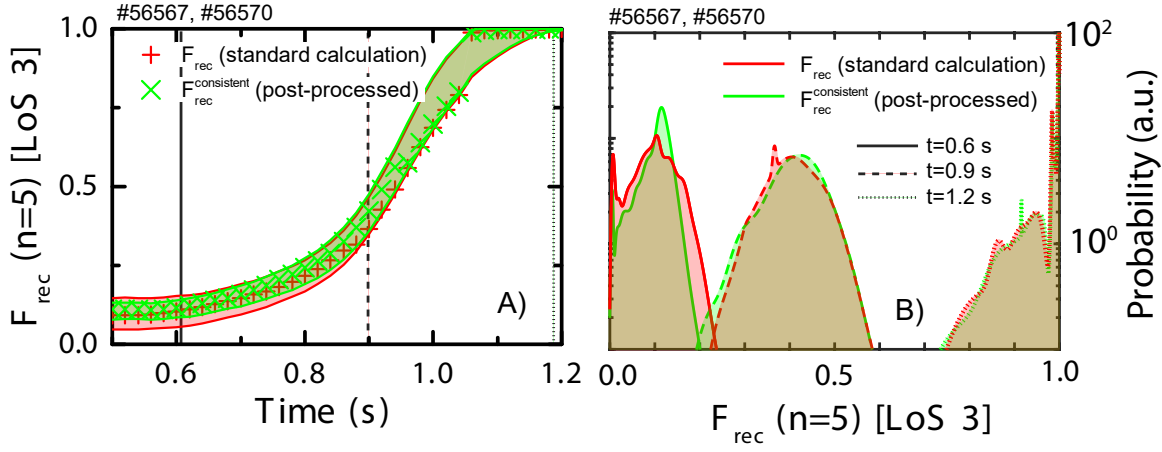 #56567, #56570
1.0
0.5
0.0
F_rec (n=5) [LoS 3]
F_rec (standard calculation)
F_rec^consistent (post-processed)
A)
0.6 0.8 1.0 1.2
Time (s)
#56567, #56570
F_rec (standard calculation)
F_rec^consistent (post-processed)
t=0.6 s
t=0.9 s
t=1.2 s
B)
10^2
10^0
Probability (a.u.)
0.0 0.5 1.0
F_rec (n=5) [LoS 3]